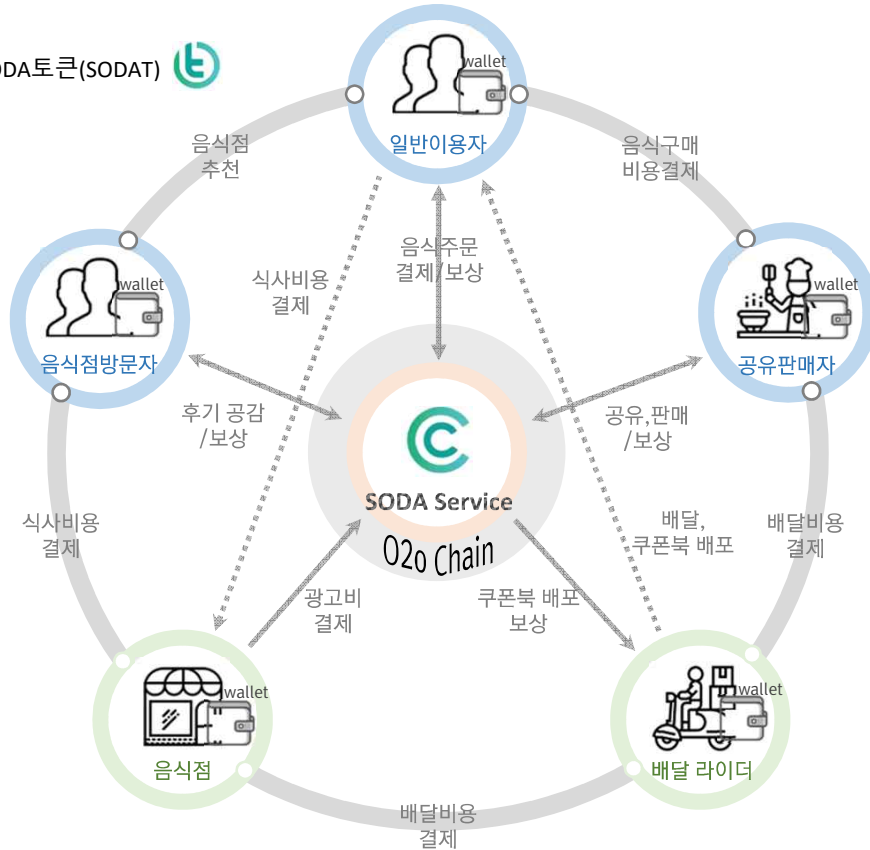 ODA토큰(SODAT)
wallet
일반이용자
음식점
추천
음식구매
비용결제
음식주문
결제/보상
식사비용
결제
wallet
음식점방문자
wallet
공유판매자
후기 공감
/보상
공유,판매
/보상
SODA Service
O2o Chain
식사비용
결제
배달,
쿠폰북 배포
배달비용
결제
광고비
결제
쿠폰북 배포
보상
wallet
음식점
wallet
배달 라이더
배달비용
결제